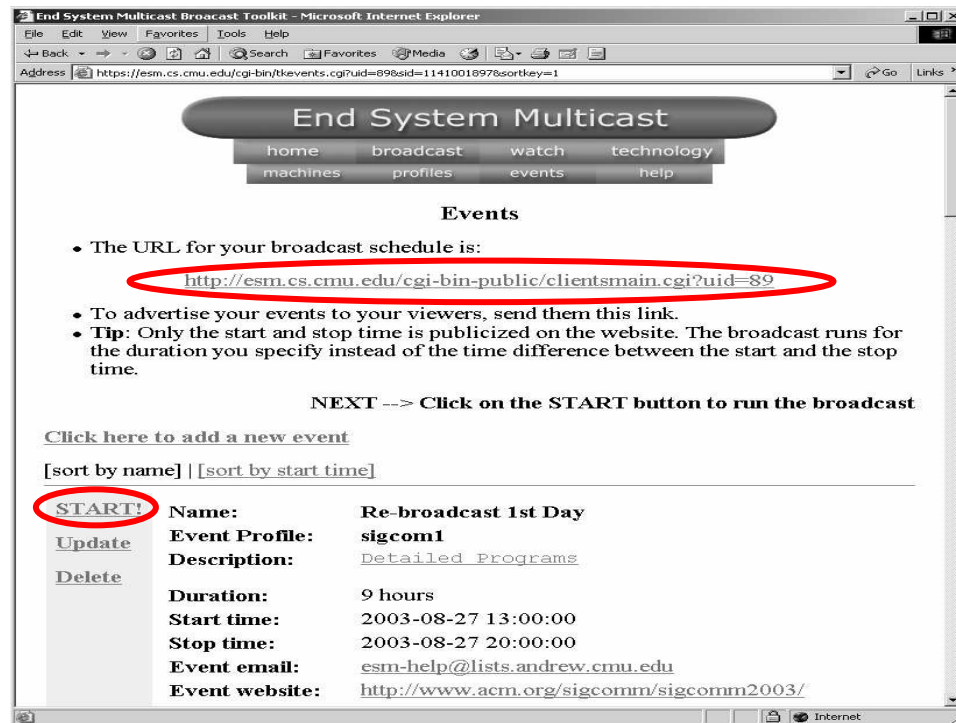 End System Multicast Broacast Toolkit - Microsoft Internet Explorer
File Edit View Favorites Tools Help
Back Search Favorites Media
Address https://esm.cs.cmu.edu/cgi-bin/tkevents.cgi?uid=89&sid=1141001897&sortkey=1 Go Links
End System Multicast
home broadcast watch technology
machines profiles events help
Events
• The URL for your broadcast schedule is:
http://esm.cs.cmu.edu/cgi-bin-public/clientsmain.cgi?uid=89
• To advertise your events to your viewers, send them this link.
• Tip: Only the start and stop time is publicized on the website. The broadcast runs for
the duration you specify instead of the time difference between the start and the stop
time.
NEXT --> Click on the START button to run the broadcast
Click here to add a new event
[sort by name] | [sort by start time]
START! Name: Re-broadcast 1st Day
Event Profile: sigcom1
Update
Description: Detailed Programs
Delete
Duration: 9 hours
Start time: 2003-08-27 13:00:00
Stop time: 2003-08-27 20:00:00
Event email: esm-help@lists.andrew.cmu.edu
Event website: http://www.acm.org/sigcomm/sigcomm2003/
Internet